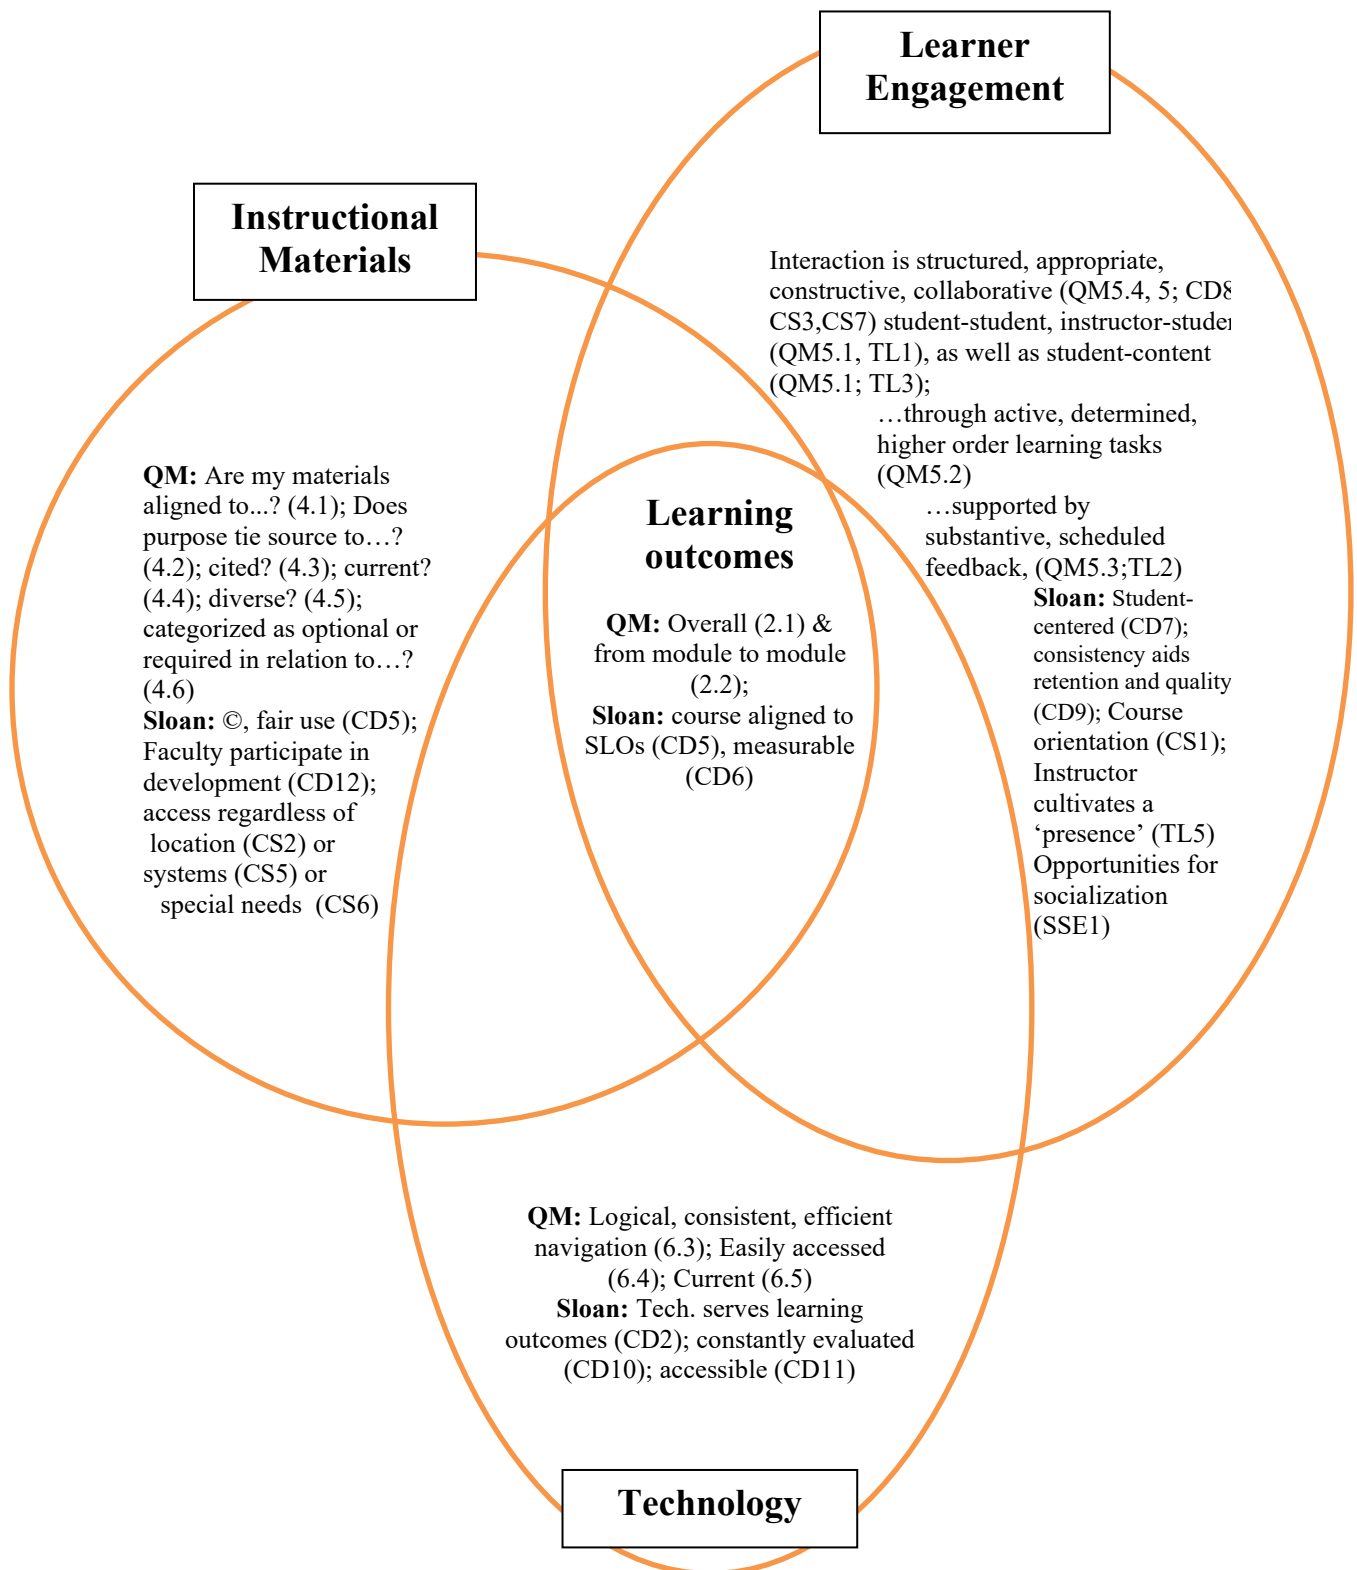 Learner
Engagement
Instructional
Materials
Interaction is structured, appropriate,
constructive, collaborative (QM5.4, 5; CD8
CS3,CS7) student-student, instructor-studen
(QM5.1, TL1), as well as student-content
(QM5.1; TL3);
…through active, determined,
higher order learning tasks
(QM5.2)
…supported by
substantive, scheduled
feedback, (QM5.3;TL2)
Sloan: Student-
centered (CD7);
consistency aids
retention and quality
(CD9); Course
orientation (CS1);
Instructor
cultivates a
‘presence’ (TL5)
Opportunities for
socialization
(SSE1)
QM: Are my materials
aligned to...? (4.1); Does
purpose tie source to…?
(4.2); cited? (4.3); current?
(4.4); diverse? (4.5);
categorized as optional or
required in relation to…?
(4.6)
Sloan: ©, fair use (CD5);
Faculty participate in
development (CD12);
access regardless of
location (CS2) or
systems (CS5) or
special needs (CS6)
Learning
outcomes
QM: Overall (2.1) &
from module to module
(2.2);
Sloan: course aligned to
SLOs (CD5), measurable
(CD6)
QM: Logical, consistent, efficient
navigation (6.3); Easily accessed
(6.4); Current (6.5)
Sloan: Tech. serves learning
outcomes (CD2); constantly evaluated
(CD10); accessible (CD11)
Technology